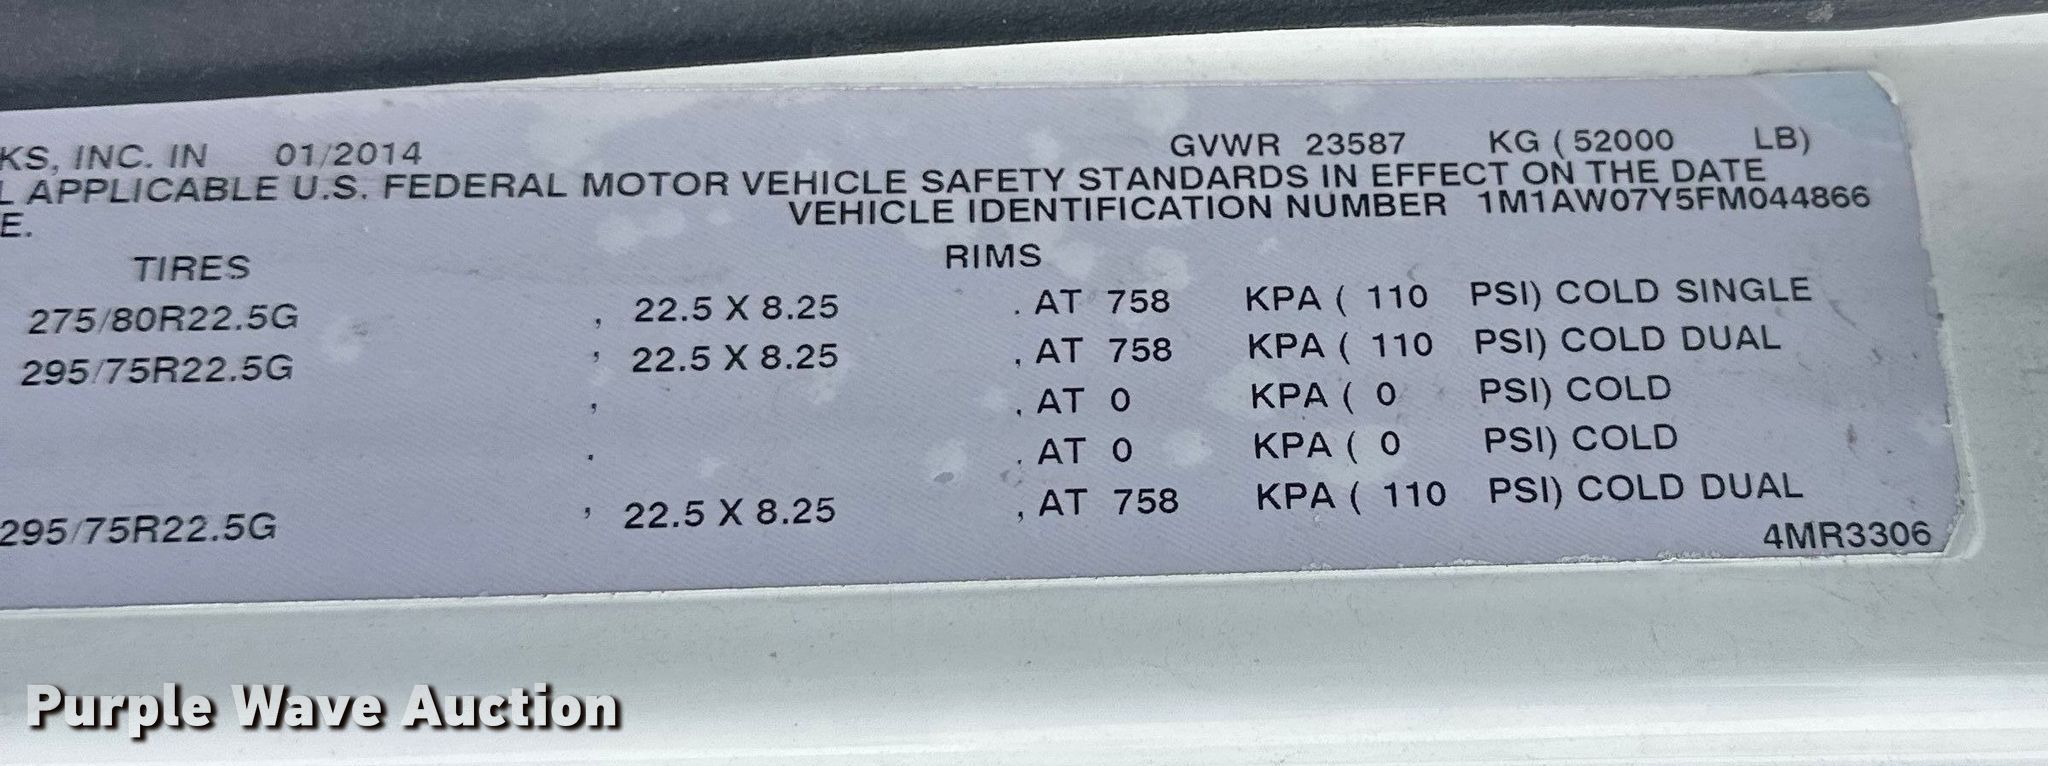 KS, INC. IN 01/2014 GVWR 23587 KG ( 52000 LB)
L APPLICABLE U.S. FEDERAL MOTOR VEHICLE SAFETY STANDARDS IN EFFECT ON THE DATE
E. VEHICLE IDENTIFICATION NUMBER 1M1AW07Y5FM044866
TIRES RIMS
275/80R22.5G , 22.5 X 8.25 . AT 758 KPA ( 110 PSI) COLD SINGLE
295/75R22.5G , 22.5 X 8.25 , AT 758 KPA ( 110 PSI) COLD DUAL
, , AT 0 KPA ( 0 PSI) COLD
. . AT 0 KPA ( 0 PSI) COLD
295/75R22.5G , 22.5 X 8.25 , AT 758 KPA ( 110 PSI) COLD DUAL
4MR3306
Purple Wave Auction